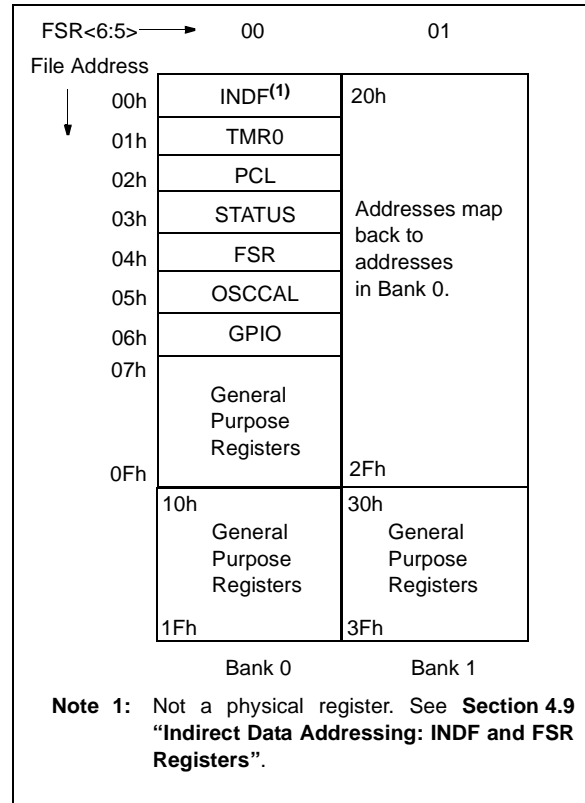 FSR<6:5> 00 01
File Address
00h INDF(1) 20h
01h TMR0
02h PCL
03h STATUS Addresses map
back to
04h FSR addresses
05h OSCCAL in Bank 0.
06h GPIO
07h
General
Purpose
Registers
0Fh 2Fh
10h 30h
General General
Purpose Purpose
Registers Registers
1Fh 3Fh
Bank 0 Bank 1
Note 1: Not a physical register. See Section 4.9
“Indirect Data Addressing: INDF and FSR
Registers”.